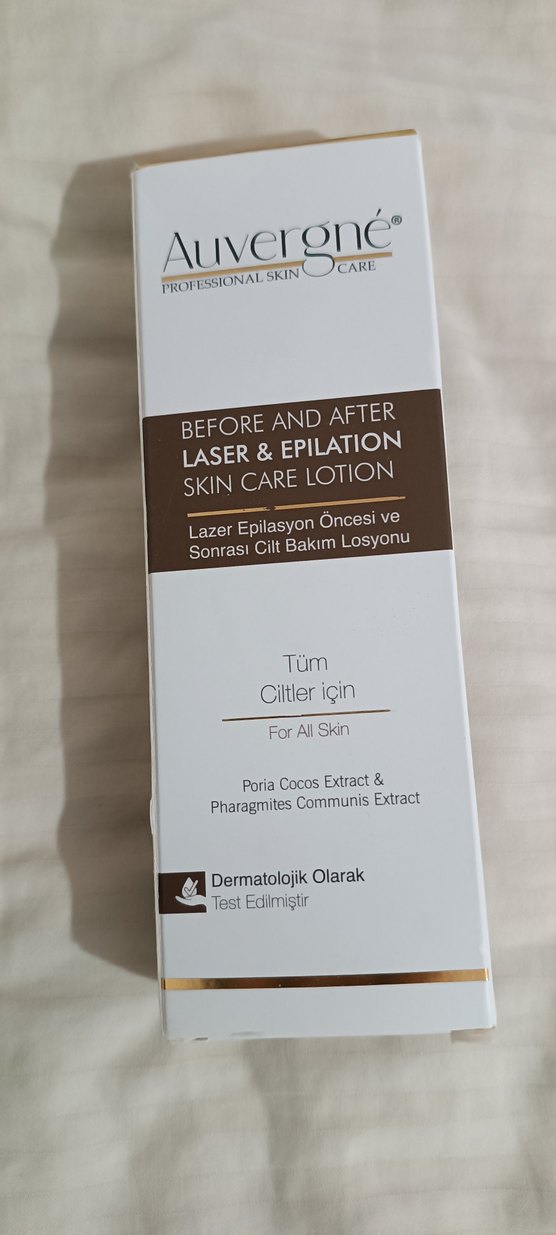 Auvergné®
PROFESSIONAL SKIN CARE
BEFORE AND AFTER
LASER & EPILATION
SKIN CARE LOTION
Lazer Epilasyon Öncesi ve
Sonrası Cilt Bakım Losyonu
Tüm
Ciltler için
For All Skin
Poria Cocos Extract &
Pharagmites Communis Extract
Dermatolojik Olarak
Test Edilmiştir